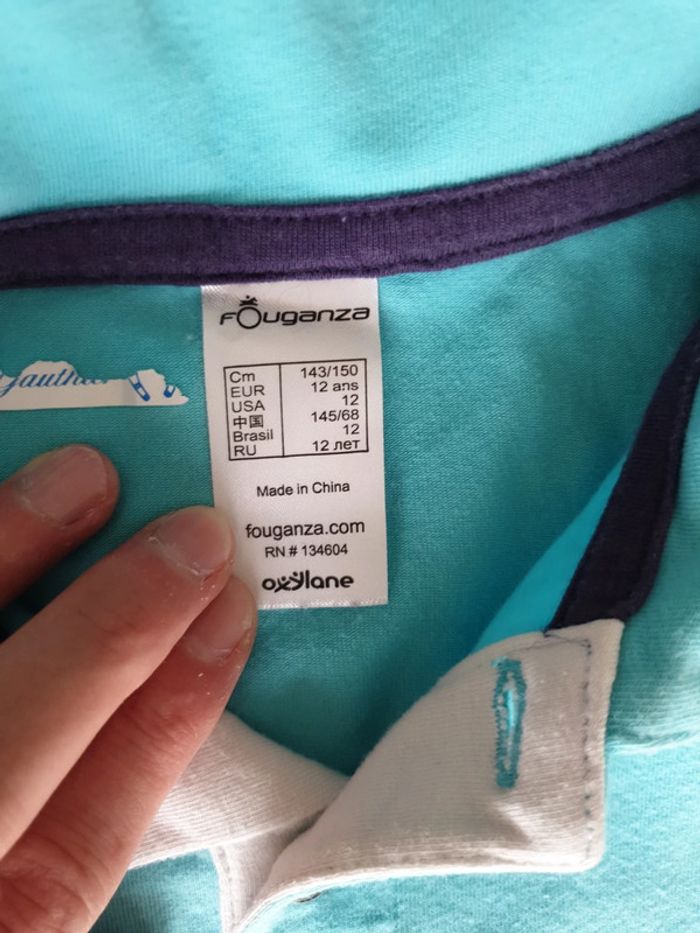 fouganza
Cm 143/150
EUR 12 ans
USA 12
中国 145/68
Brasil 12
RU 12 лет
Made in China
fouganza.com
RN # 134604
oxylane